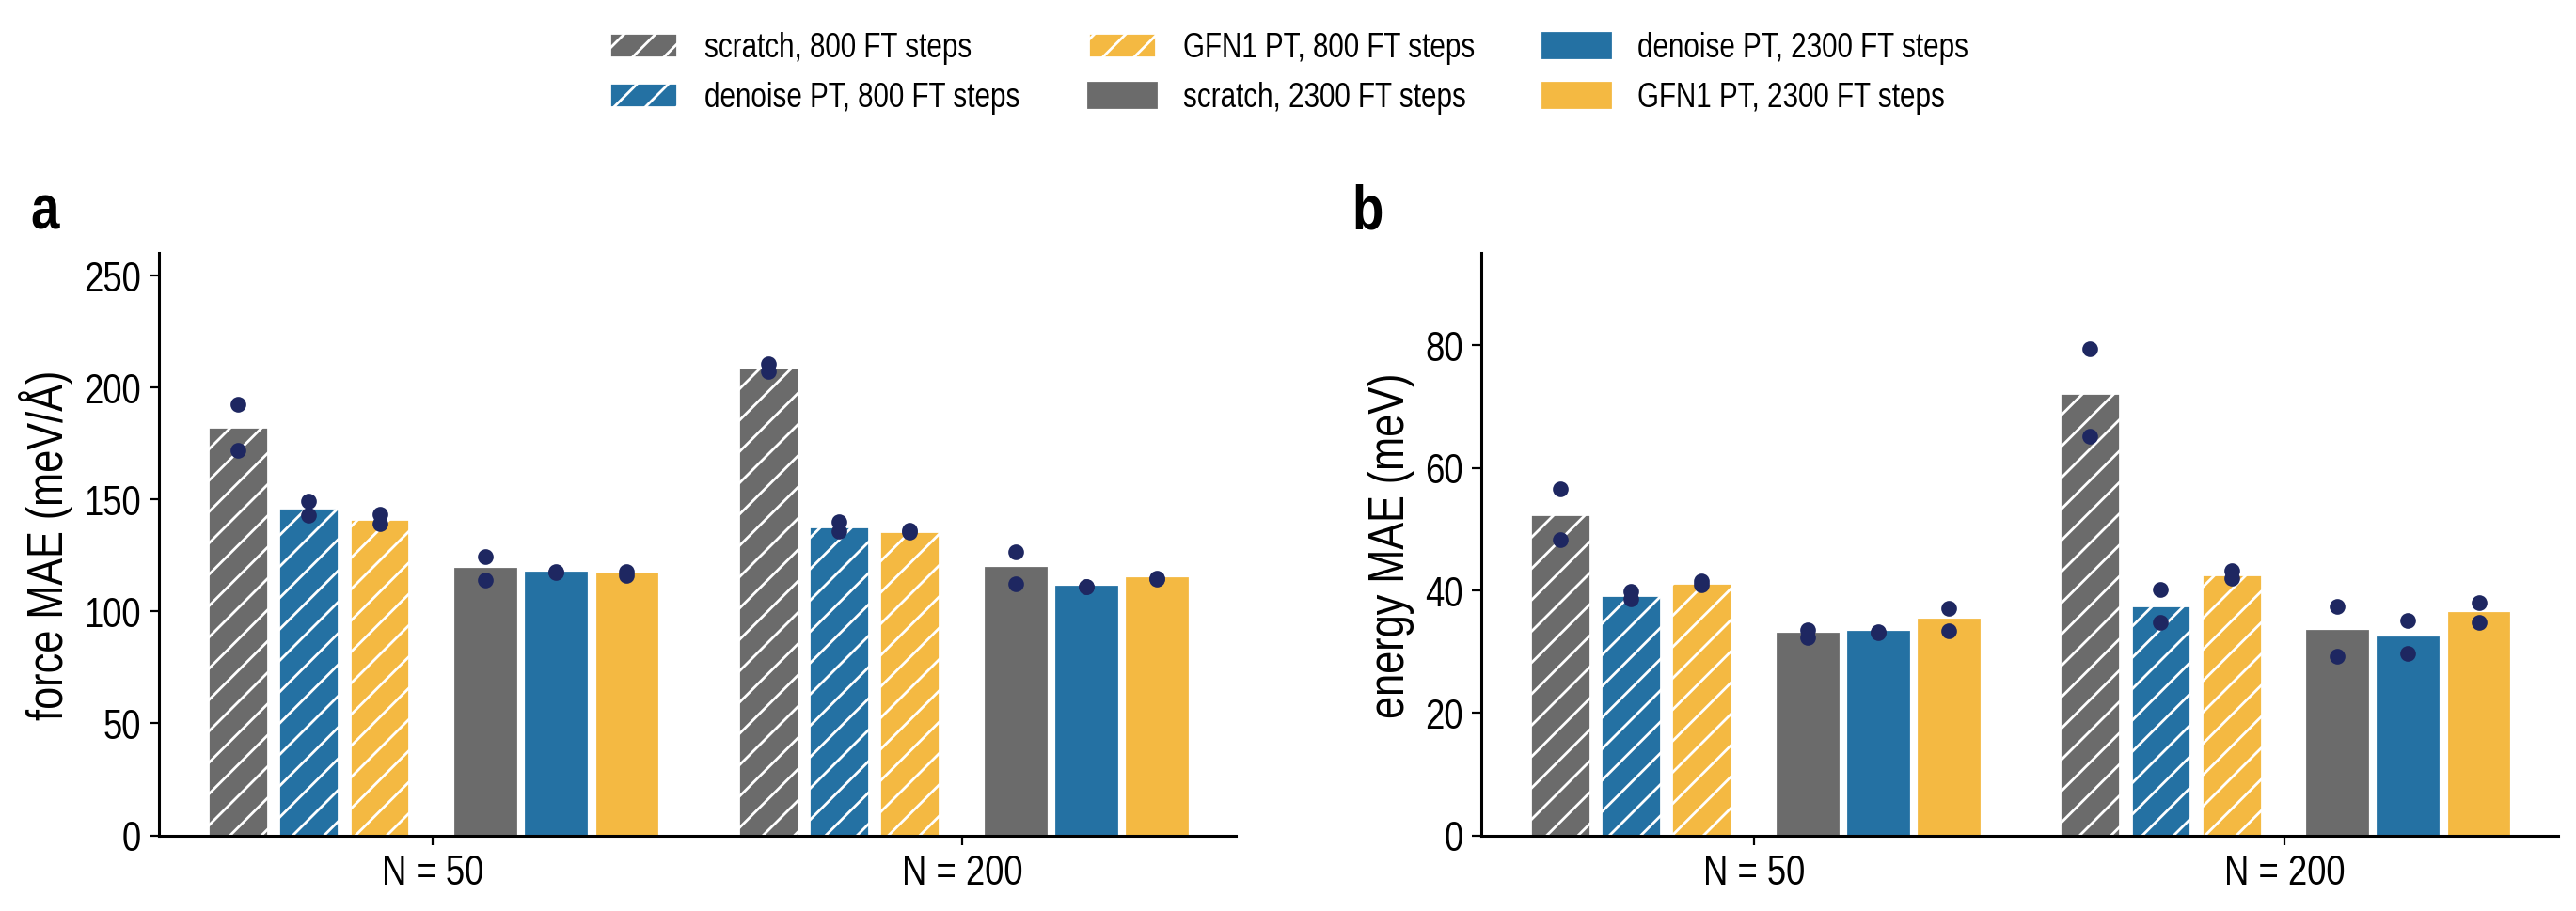 scratch, 800 FT steps
denoise PT, 800 FT steps
GFN1 PT, 800 FT steps
scratch, 2300 FT steps
denoise PT, 2300 FT steps
GFN1 PT, 2300 FT steps
a
force MAE (meV/Å)
250
200
150
100
50
0
N = 50
N = 200
b
energy MAE (meV)
80
60
40
20
0
N = 50
N = 200